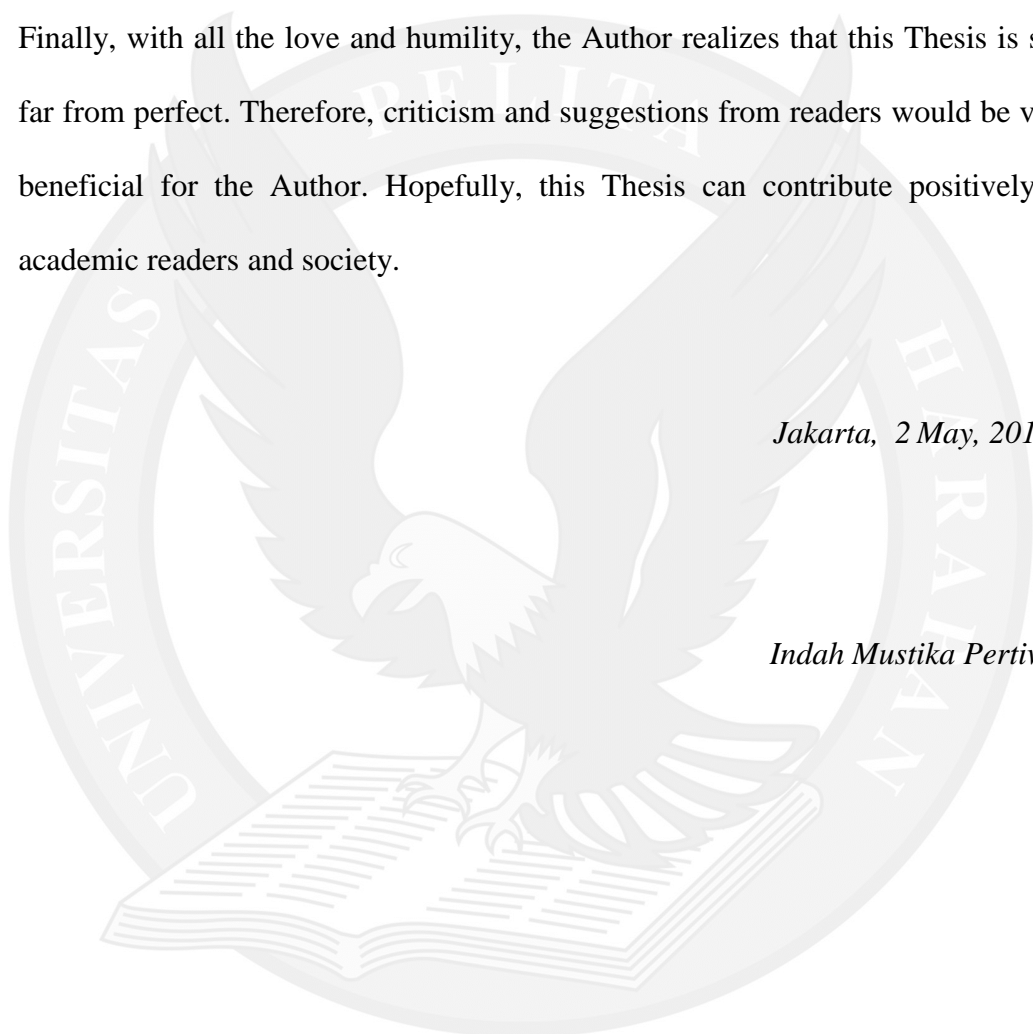 Finally, with all the love and humility, the Author realizes that this Thesis is
far from perfect. Therefore, criticism and suggestions from readers would be
beneficial for the Author. Hopefully, this Thesis can contribute positively
academic readers and society.
Jakarta, 2 May,
Indah Mustika
UNIVERSITAS PELITA HARAPAN